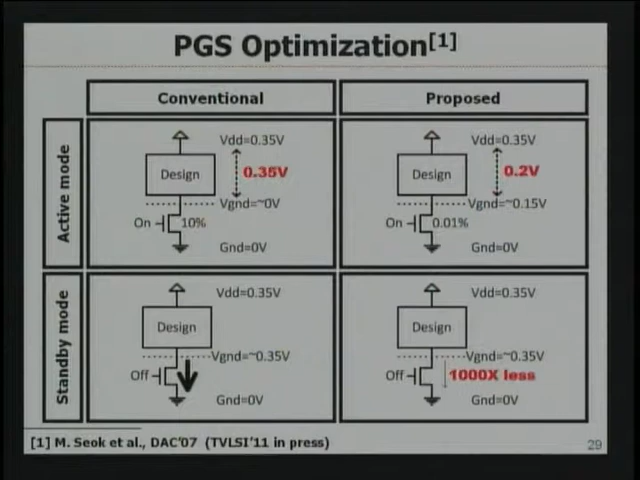 PGS Optimization[1]
Conventional
Proposed
Active mode
Vdd=0.35V
Design
0.35V
Vgnd=~0V
On
10%
Gnd=0V
Vdd=0.35V
Design
0.2V
Vgnd=~0.15V
On
0.01%
Gnd=0V
Standby mode
Vdd=0.35V
Design
Vgnd=~0.35V
Off
Gnd=0V
Vdd=0.35V
Design
Vgnd=~0.35V
Off
1000X less
Gnd=0V
[1] M. Seok et al., DAC'07 (TVLSI'11 in press)
29